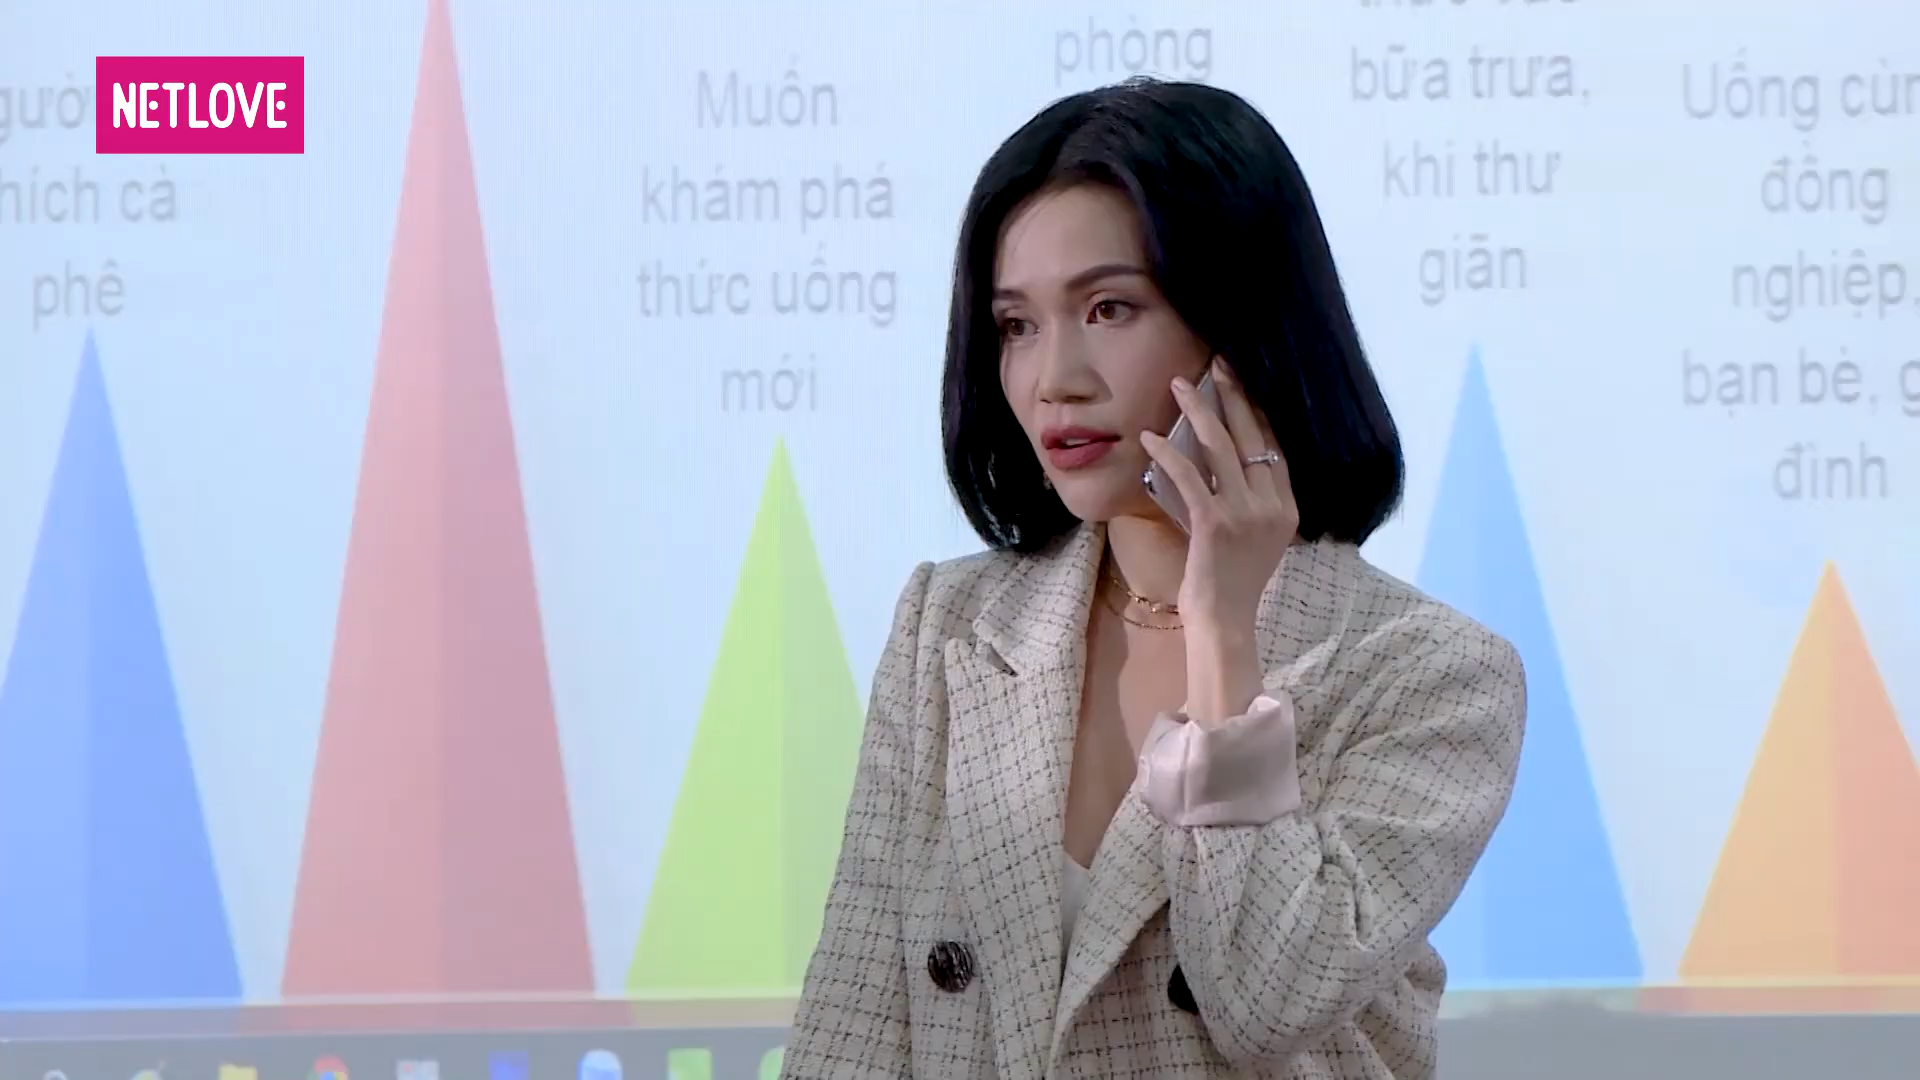 NETLOVE
hích cà
phê
Muốn
khám phá
thức uống
mới
phòng
bữa trưa,
khi thư
giãn
Uống cùn
đồng
nghiệp,
bạn bè, g
đình